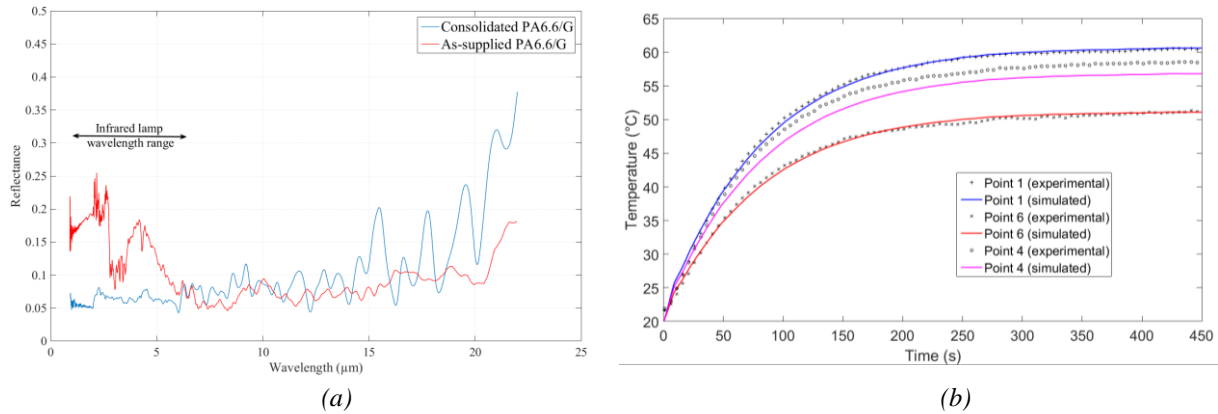 0.5
0.45
0.4
0.35
0.3
0.25
0.2
0.15
0.1
0.05
0
Reflectance
Consolidated PA6.6/G
As-supplied PA6.6/G
Infrared lamp
wavelength range
0 5 10 15 20 25
Wavelength (µm)
(a)
65
60
55
50
45
40
35
30
25
20
Temperature (°C)
Point 1 (experimental)
Point 1 (simulated)
Point 6 (experimental)
Point 6 (simulated)
Point 4 (experimental)
Point 4 (simulated)
0 50 100 150 200 250 300 350 400 450
Time (s)
(b)